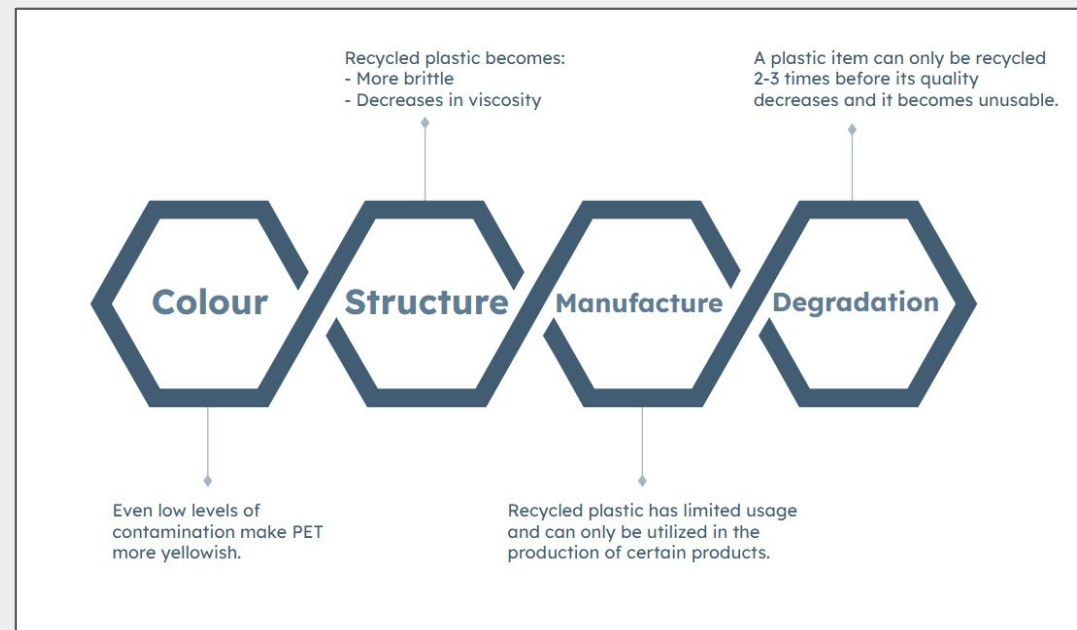 Recycled plastic becomes:
- More brittle
- Decreases in viscosity
A plastic item can only be recycled
2-3 times before its quality
decreases and it becomes unusable.
Colour
Structure
Manufacture
Degradation
Even low levels of
contamination make PET
more yellowish.
Recycled plastic has limited usage
and can only be utilized in the
production of certain products.